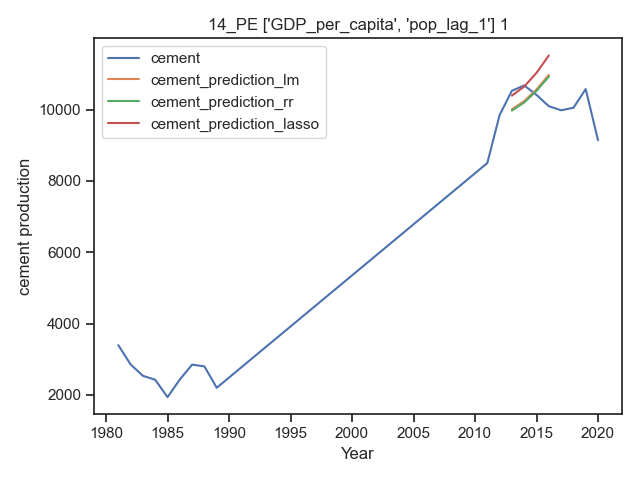 14_PE ['GDP_per_capita', 'pop_lag_1'] 1
cement
cement_prediction_lm
cement_prediction_rr
cement_prediction_lasso
10000
8000
6000
4000
2000
cement production
1980 1985 1990 1995 2000 2005 2010 2015 2020
Year